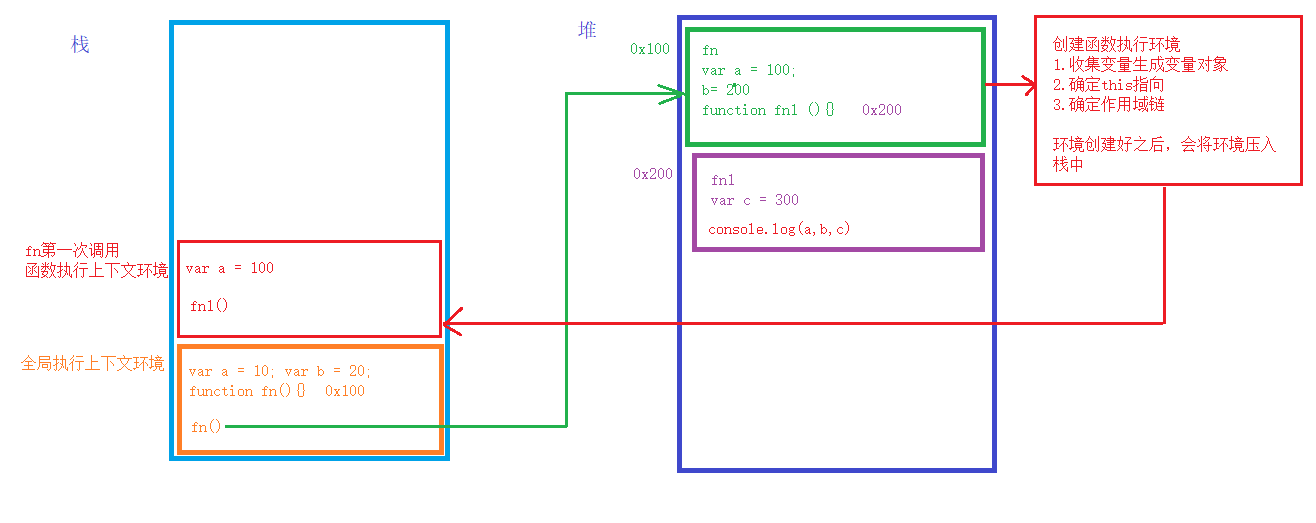 栈
堆
0x100
fn
var a = 100;
b= 200
function fn1 (){} 0x200
创建函数执行环境
1.收集变量生成变量对象
2.确定this指向
3.确定作用域链
环境创建好之后，会将环境压入
栈中
0x200
fn1
var c = 300
console.log(a,b,c)
fn第一次调用
函数执行上下文环境
var a = 100
fn1()
全局执行上下文环境
var a = 10; var b = 20;
function fn(){} 0x100
fn()